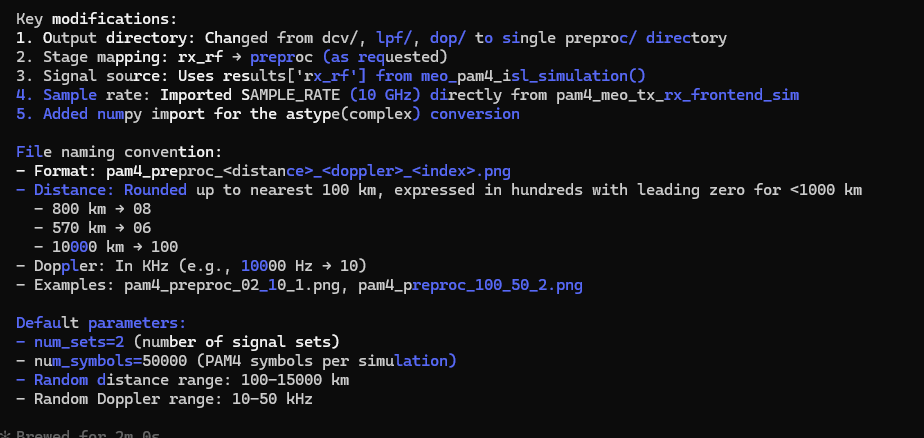 Key modifications:
1. Output directory: Changed from dcv/, lpf/, dop/ to single preproc/ directory
2. Stage mapping: rx_rf → preproc (as requested)
3. Signal source: Uses results['rx_rf'] from meo_pam4_isl_simulation()
4. Sample rate: Imported SAMPLE_RATE (10 GHz) directly from pam4_meo_tx_rx_frontend_sim
5. Added numpy import for the astype(complex) conversion
File naming convention:
- Format: pam4_preproc_<distance>_<doppler>_<index>.png
- Distance: Rounded up to nearest 100 km, expressed in hundreds with leading zero for <1000 km
- 800 km → 08
- 570 km → 06
- 10000 km → 100
- Doppler: In KHz (e.g., 10000 Hz → 10)
- Examples: pam4_preproc_02_10_1.png, pam4_preproc_100_50_2.png
Default parameters:
- num_sets=2 (number of signal sets)
- num_symbols=50000 (PAM4 symbols per simulation)
- Random distance range: 100-15000 km
- Random Doppler range: 10-50 kHz
* Brewed for 2m 0s